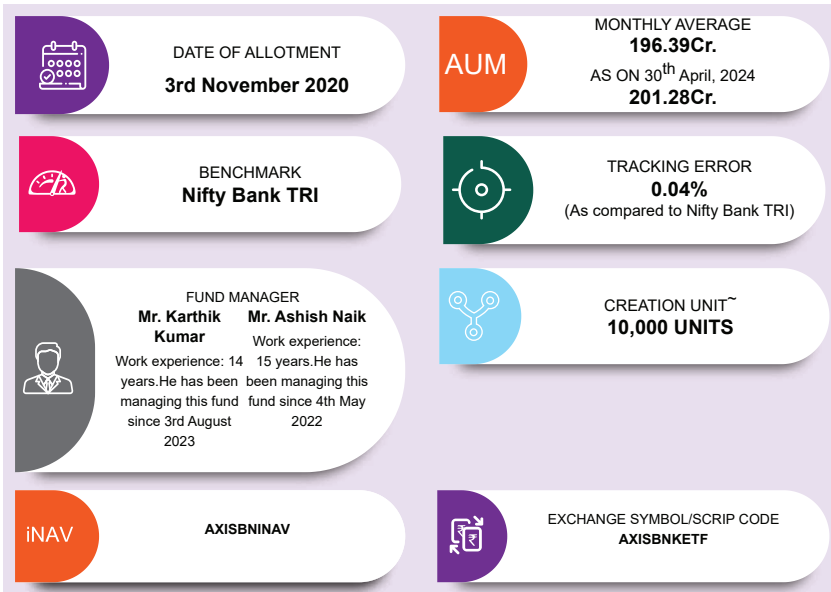 DATE OF ALLOTMENT
3rd November 2020
AUM
MONTHLY AVERAGE
196.39Cr.
AS ON 30th April, 2024
201.28Cr.
BENCHMARK
Nifty Bank TRI
TRACKING ERROR
0.04%
(As compared to Nifty Bank TRI)
FUND MANAGER
Mr. Karthik
Kumar
Work experience: 14
years.He has been
managing this fund
since 3rd August
2023
Mr. Ashish Naik
Work experience:
15 years.He has
been managing this
fund since 4th May
2022
CREATION UNIT~
10,000 UNITS
iNAV
AXISBNINAV
EXCHANGE SYMBOL/SCRIP CODE
AXISBNKETF